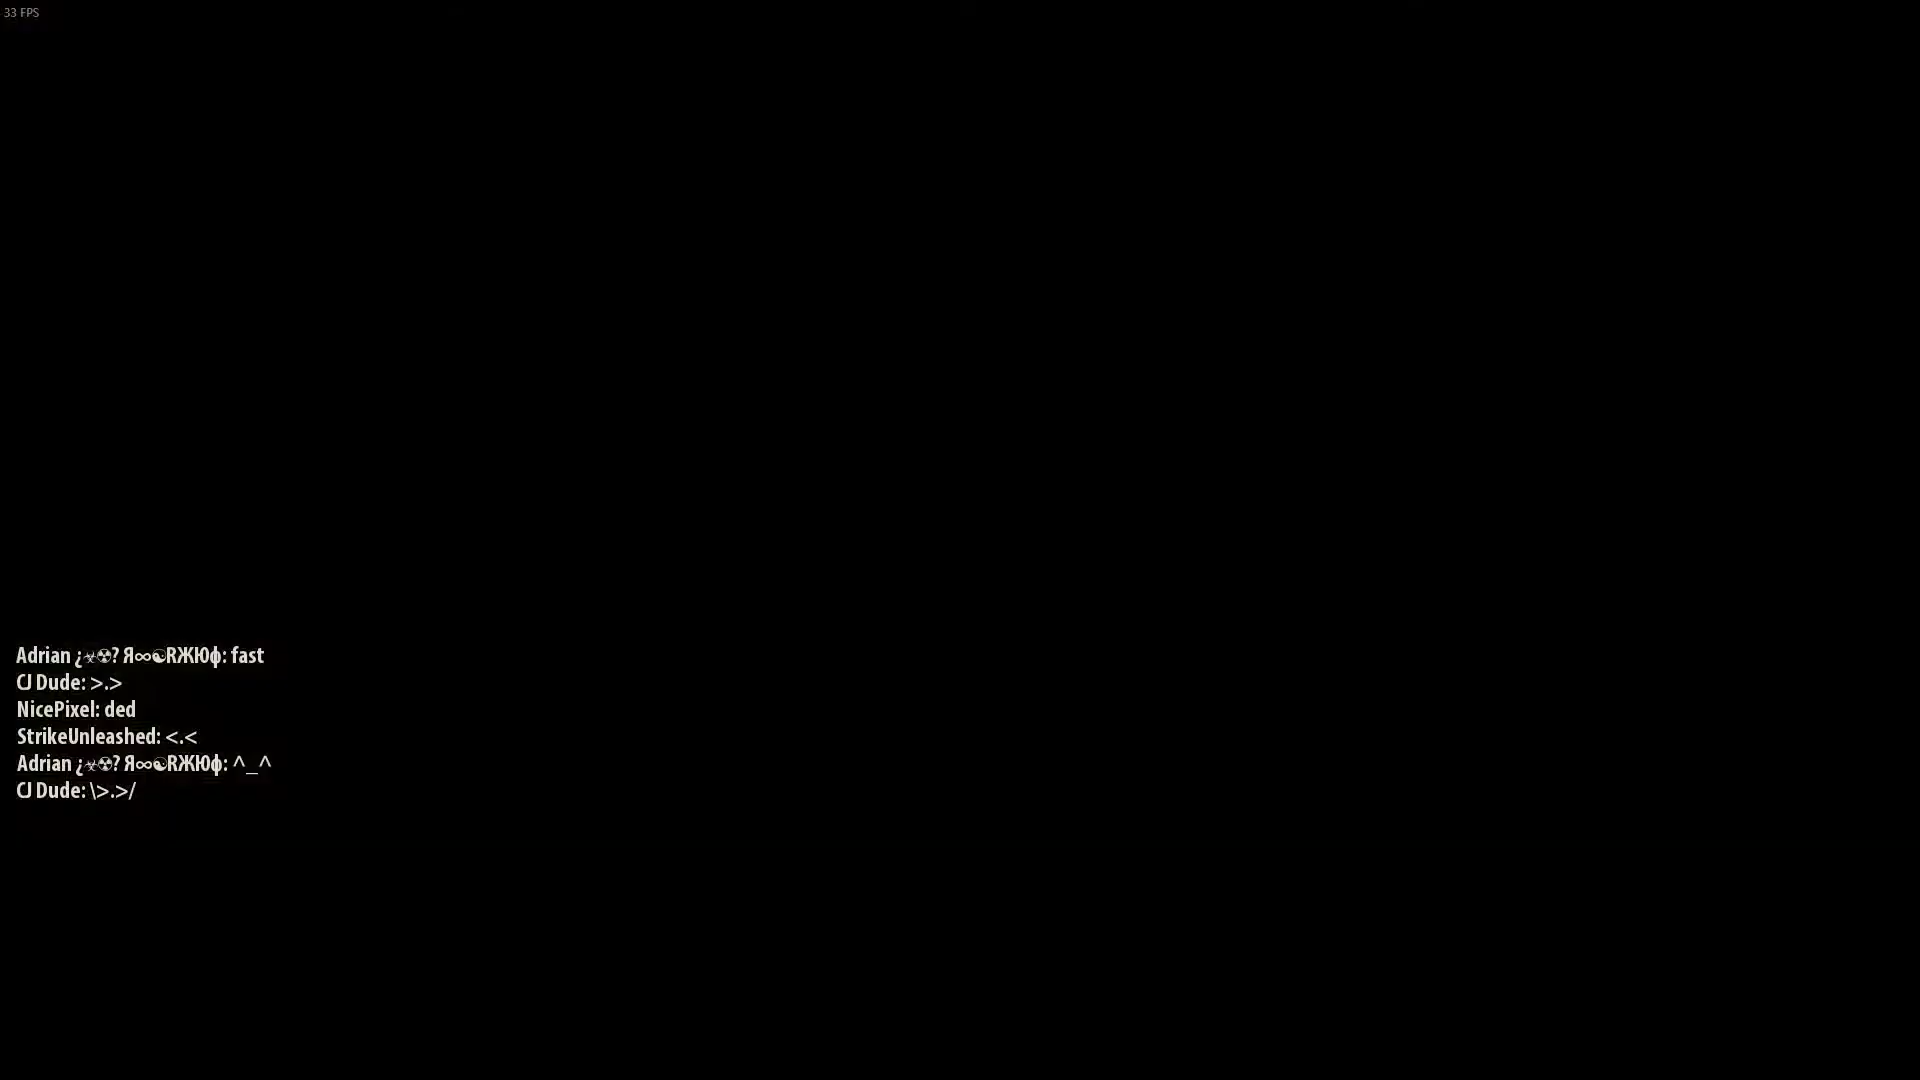 33 FPS
Adrian ¿☣☢? Я∞☯RЖЮф: fast
CJ Dude: >.>
NicePixel: ded
StrikeUnleashed: <.<
Adrian ¿☣☢? Я∞☯RЖЮф: ^_^
CJ Dude: \>.>/